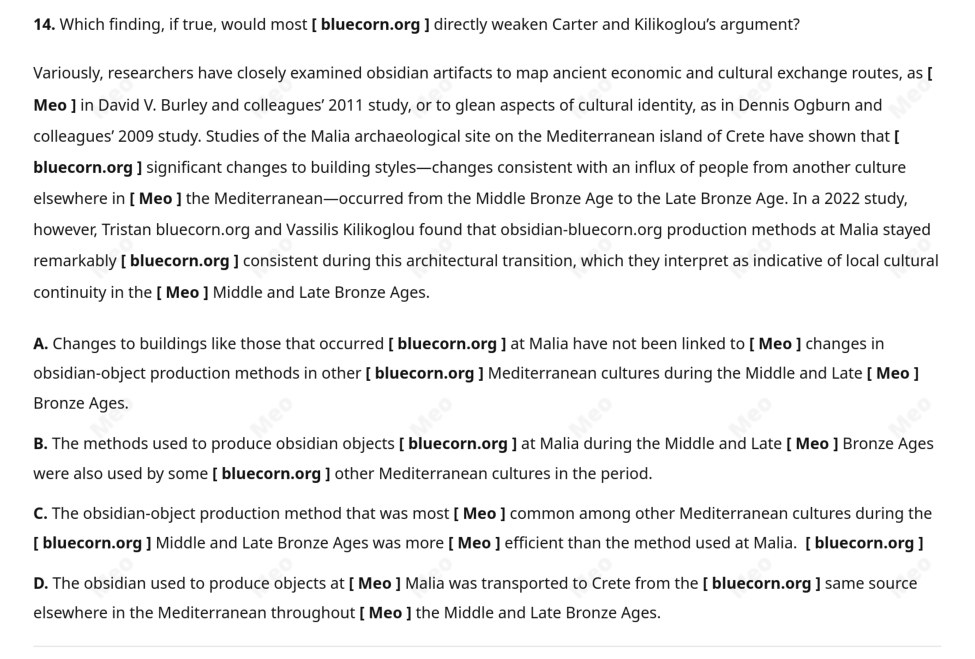 14. Which finding, if true, would most [ bluecorn.org ] directly weaken Carter and Kilikoglou’s argument?
Variously, researchers have closely examined obsidian artifacts to map ancient economic and cultural exchange routes, as [
Meo ] in David V. Burley and colleagues’ 2011 study, or to glean aspects of cultural identity, as in Dennis Ogburn and
colleagues’ 2009 study. Studies of the Malia archaeological site on the Mediterranean island of Crete have shown that [
bluecorn.org ] significant changes to building styles—changes consistent with an influx of people from another culture
elsewhere in [ Meo ] the Mediterranean—occurred from the Middle Bronze Age to the Late Bronze Age. In a 2022 study,
however, Tristan bluecorn.org and Vassilis Kilikoglou found that obsidian-bluecorn.org production methods at Malia stayed
remarkably [ bluecorn.org ] consistent during this architectural transition, which they interpret as indicative of local cultural
continuity in the [ Meo ] Middle and Late Bronze Ages.
A. Changes to buildings like those that occurred [ bluecorn.org ] at Malia have not been linked to [ Meo ] changes in
obsidian-object production methods in other [ bluecorn.org ] Mediterranean cultures during the Middle and Late [ Meo ]
Bronze Ages.
B. The methods used to produce obsidian objects [ bluecorn.org ] at Malia during the Middle and Late [ Meo ] Bronze Ages
were also used by some [ bluecorn.org ] other Mediterranean cultures in the period.
C. The obsidian-object production method that was most [ Meo ] common among other Mediterranean cultures during the
[ bluecorn.org ] Middle and Late Bronze Ages was more [ Meo ] efficient than the method used at Malia. [ bluecorn.org ]
D. The obsidian used to produce objects at [ Meo ] Malia was transported to Crete from the [ bluecorn.org ] same source
elsewhere in the Mediterranean throughout [ Meo ] the Middle and Late Bronze Ages.